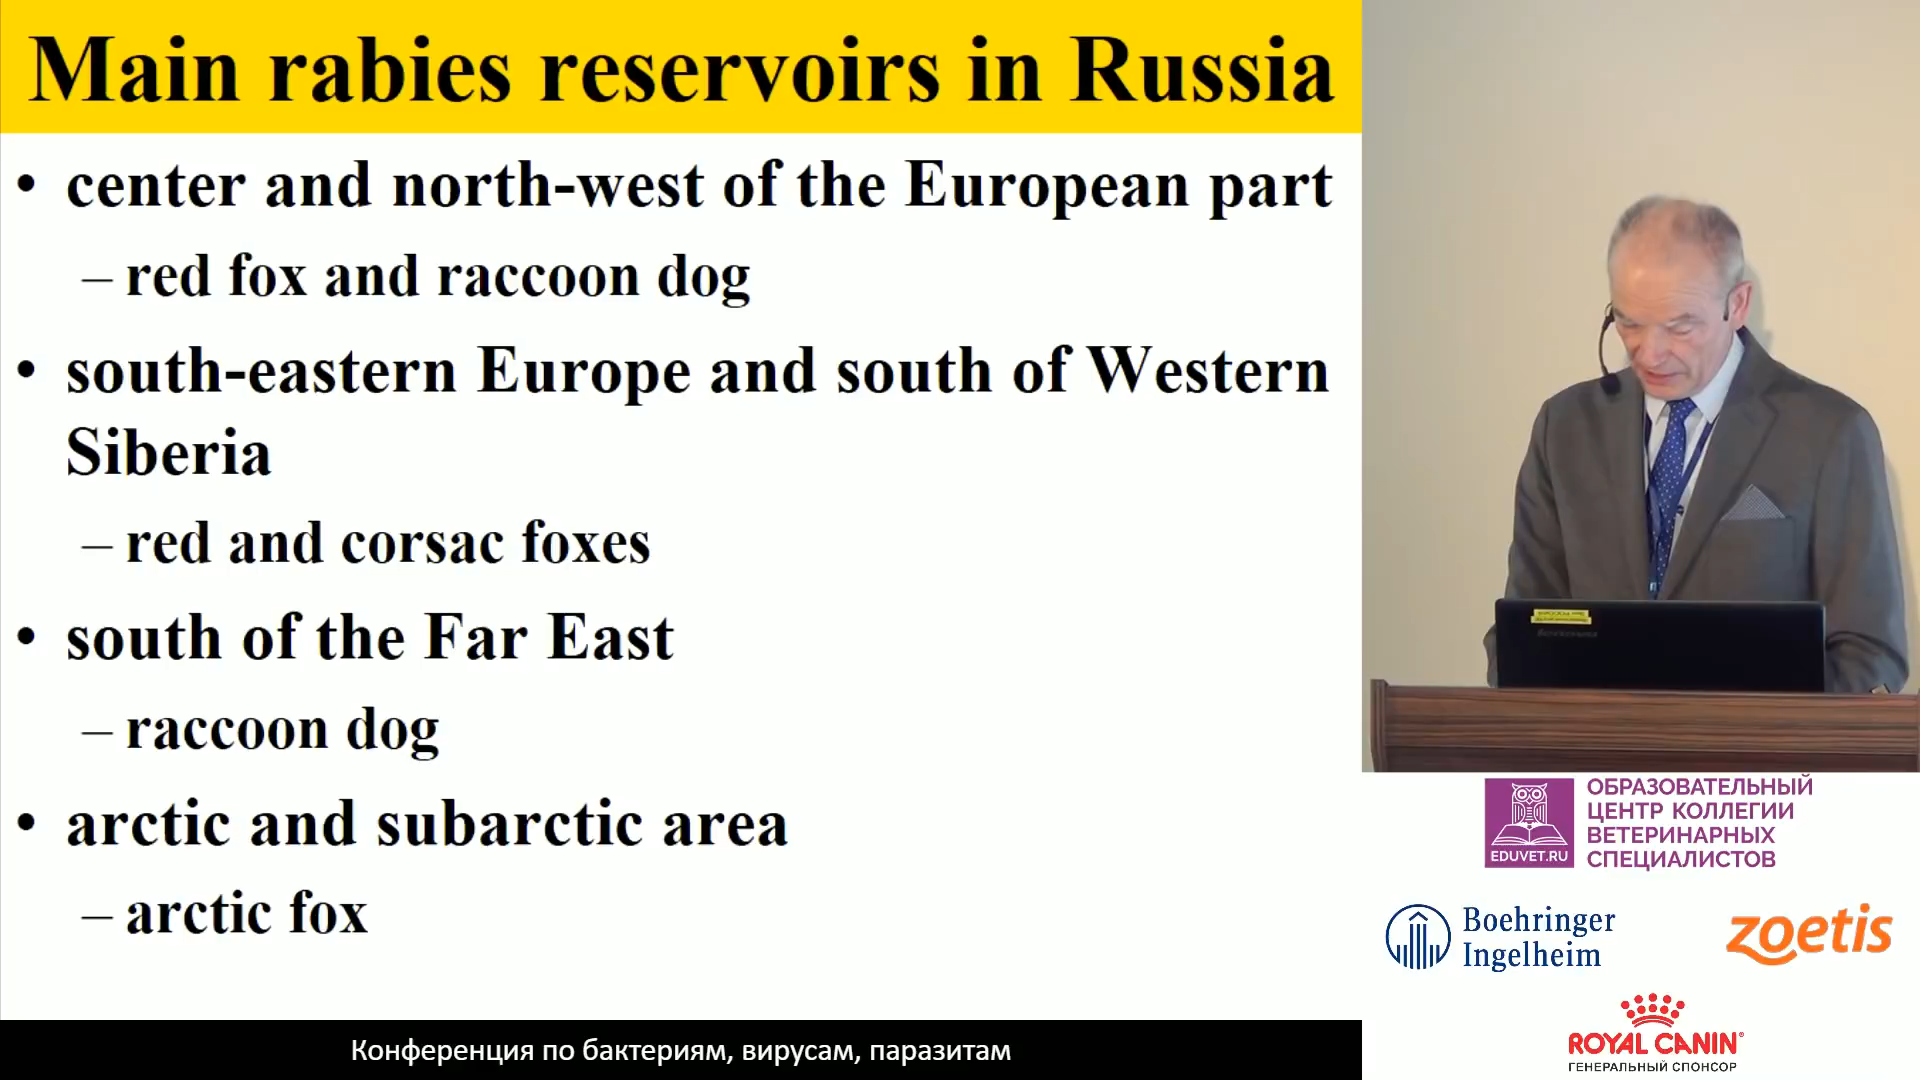 Main rabies reservoirs in Russia
• center and north-west of the European part
– red fox and raccoon dog
• south-eastern Europe and south of Western
Siberia
– red and corsac foxes
• south of the Far East
– raccoon dog
• arctic and subarctic area
– arctic fox
EDUVET.RU
ОБРАЗОВАТЕЛЬНЫЙ
ЦЕНТР КОЛЛЕГИИ
ВЕТЕРИНАРНЫХ
СПЕЦИАЛИСТОВ
Boehringer
Ingelheim
zoetis
ROYAL CANIN
ГЕНЕРАЛЬНЫЙ СПОНСОР
Конференция по бактериям, вирусам, паразитам